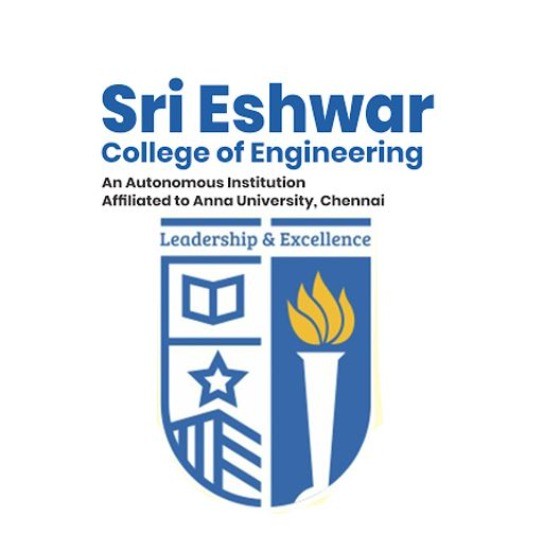 Sri Eshwar
College of Engineering
An Autonomous Institution
Affiliated to Anna University, Chennai
Leadership & Excellence